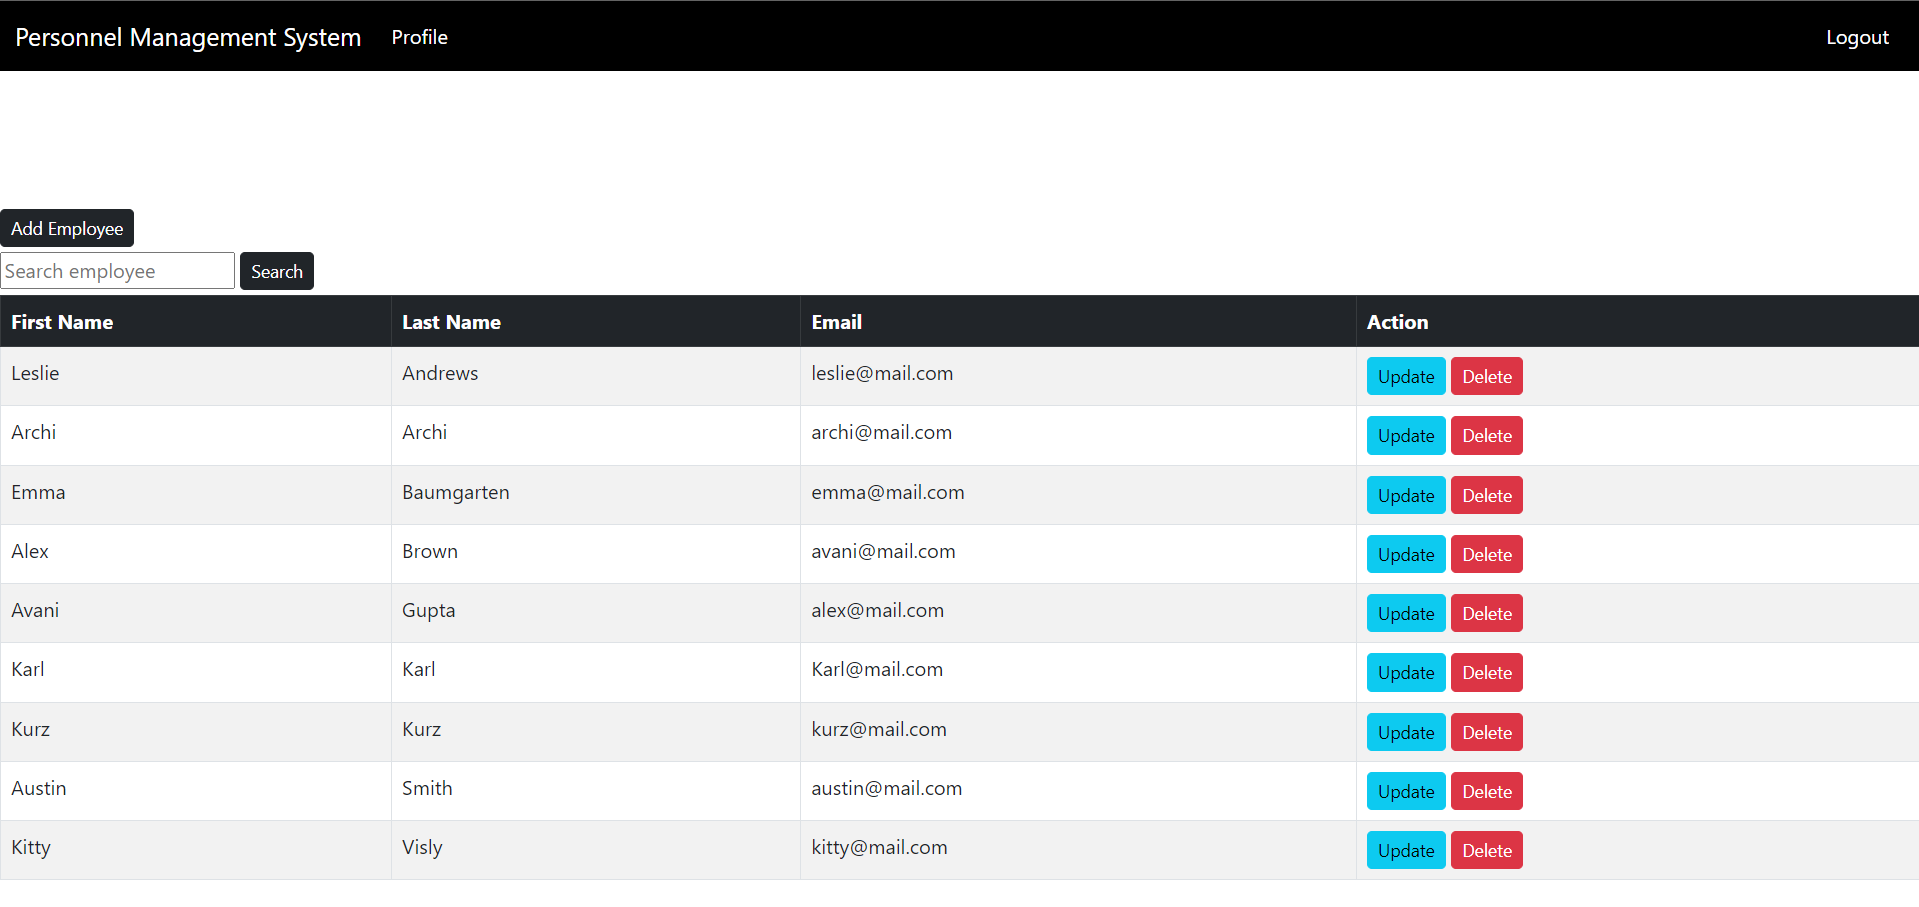 Personnel Management System Profile Logout
Add Employee
Search employee Search
First Name Last Name Email Action
Leslie Andrews leslie@mail.com Update Delete
Archi Archi archi@mail.com Update Delete
Emma Baumgarten emma@mail.com Update Delete
Alex Brown avani@mail.com Update Delete
Avani Gupta alex@mail.com Update Delete
Karl Karl Karl@mail.com Update Delete
Kurz Kurz kurz@mail.com Update Delete
Austin Smith austin@mail.com Update Delete
Kitty Visly kitty@mail.com Update Delete